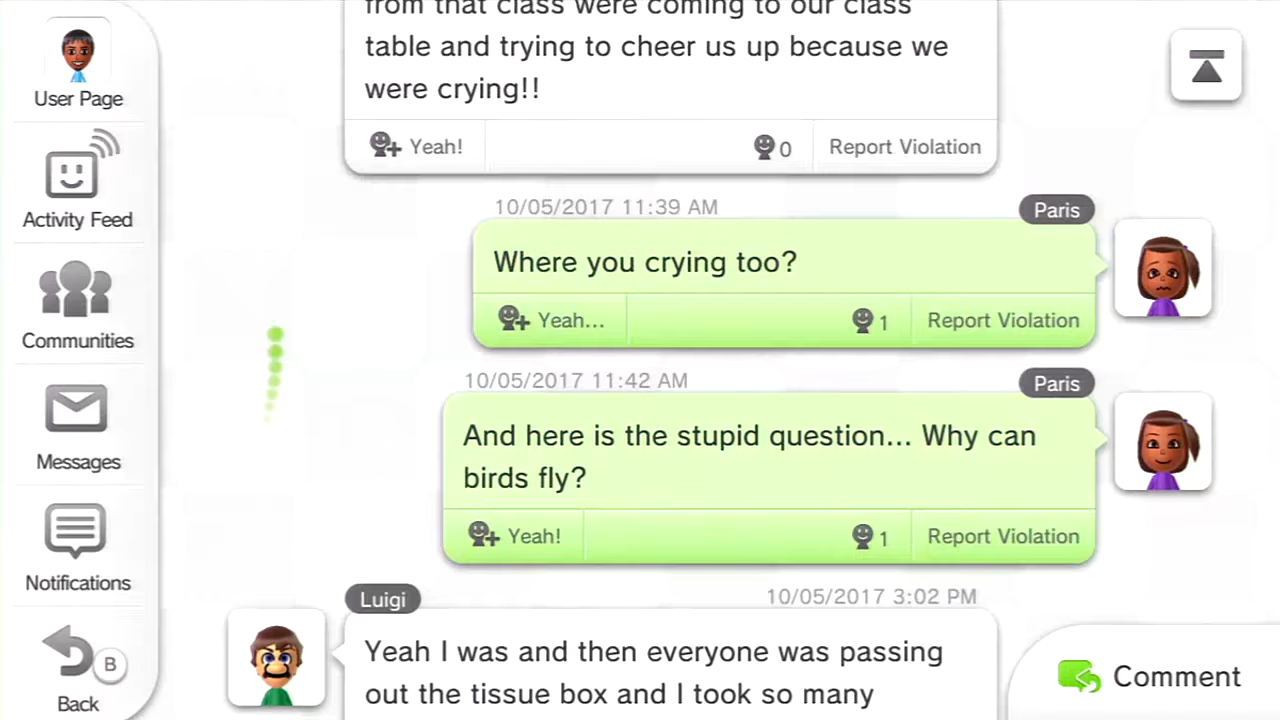 from that class were coming to our class
table and trying to cheer us up because we
were crying!!
Yeah!
0
Report Violation
User Page
Activity Feed
Communities
Messages
Notifications
B
Back
10/05/2017 11:39 AM
Paris
Where you crying too?
Yeah...
1
Report Violation
10/05/2017 11:42 AM
Paris
And here is the stupid question... Why can
birds fly?
Yeah!
1
Report Violation
Luigi
10/05/2017 3:02 PM
Yeah I was and then everyone was passing
out the tissue box and I took so many
Comment